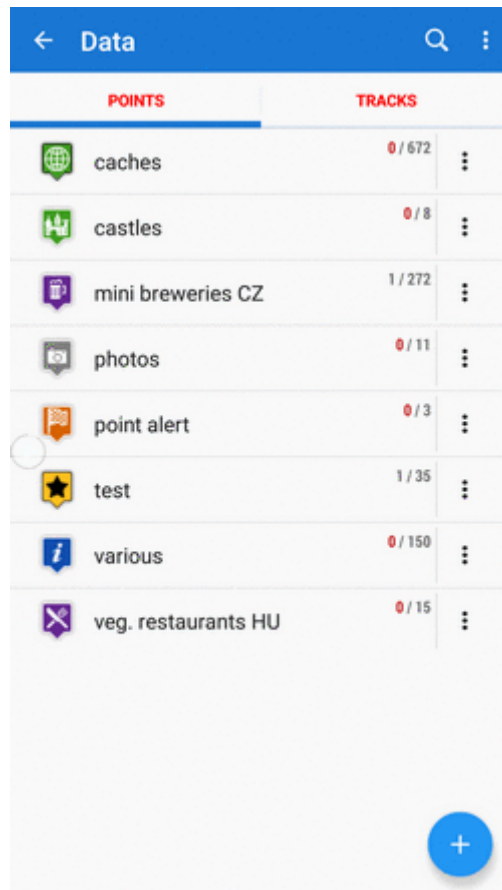 Data
POINTS TRACKS
caches 0 / 672
castles 0 / 8
mini breweries CZ 1 / 272
photos 0 / 11
point alert 0 / 3
test 1 / 35
various 0 / 150
veg. restaurants HU 0 / 15